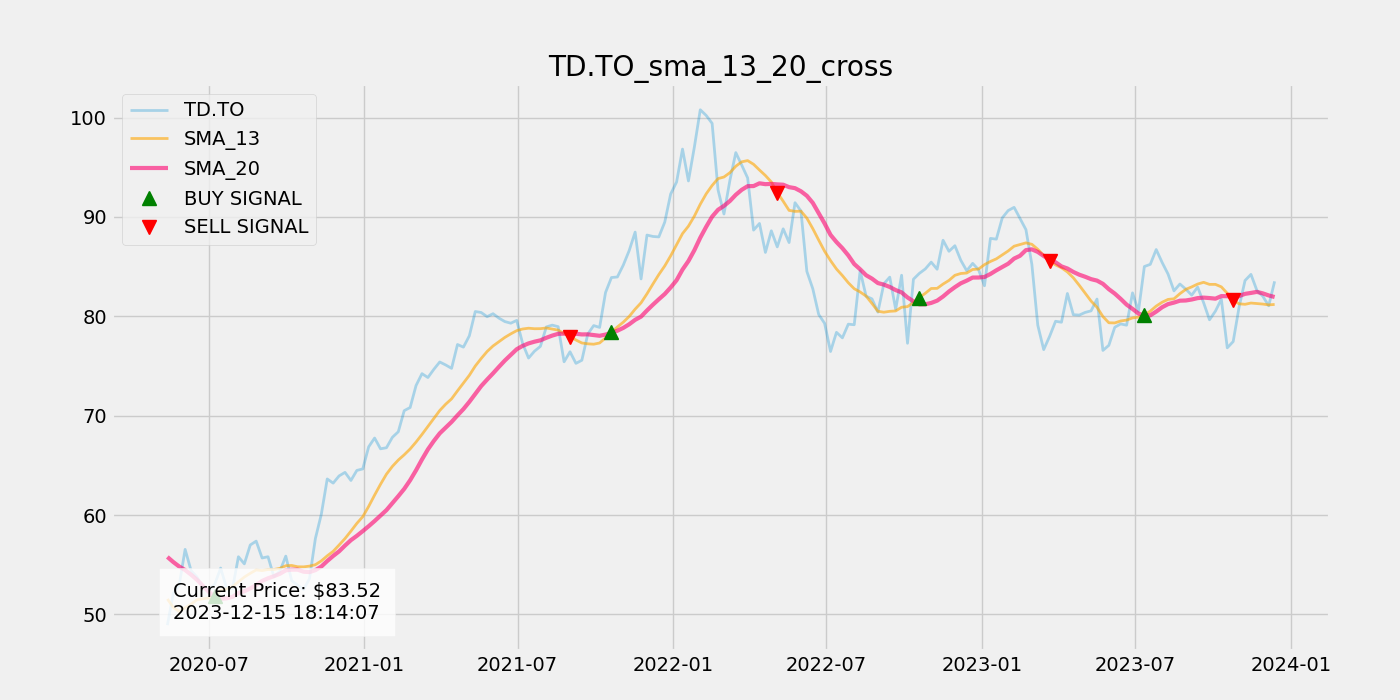 TD.TO_sma_13_20_cross
TD.TO
SMA_13
SMA_20
BUY SIGNAL
SELL SIGNAL
100
90
80
70
60
50
Current Price: $83.52
2023-12-15 18:14:07
2020-07
2021-01
2021-07
2022-01
2022-07
2023-01
2023-07
2024-01